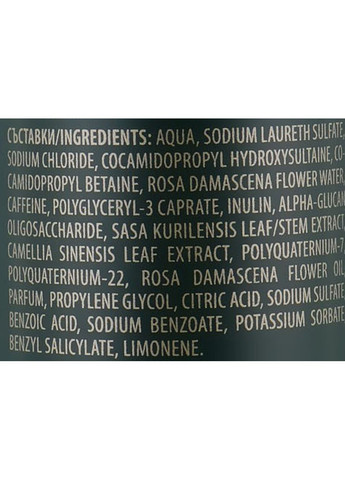 СЪСТАВКИ/INGREDIENTS: AQUA, SODIUM LAURETH SULFATE,
SODIUM CHLORIDE, COCAMIDOPROPYL HYDROXYSULTAINE, CO-
CAMIDOPROPYL BETAINE, ROSA DAMASCENA FLOWER WATER,
CAFFEINE, POLYGLYCERYL-3 CAPRATE, INULIN, ALPHA-GLUCAN
OLIGOSACCHARIDE, SASA KURILENSIS LEAF/STEM EXTRACT,
CAMELLIA SINENSIS LEAF EXTRACT, POLYQUATERNIUM-7,
POLYQUATERNIUM-22, ROSA DAMASCENA FLOWER OIL,
PARFUM, PROPYLENE GLYCOL, CITRIC ACID, SODIUM SULFATE,
BENZOIC ACID, SODIUM BENZOATE, POTASSIUM SORBATE,
BENZYL SALICYLATE, LIMONENE.